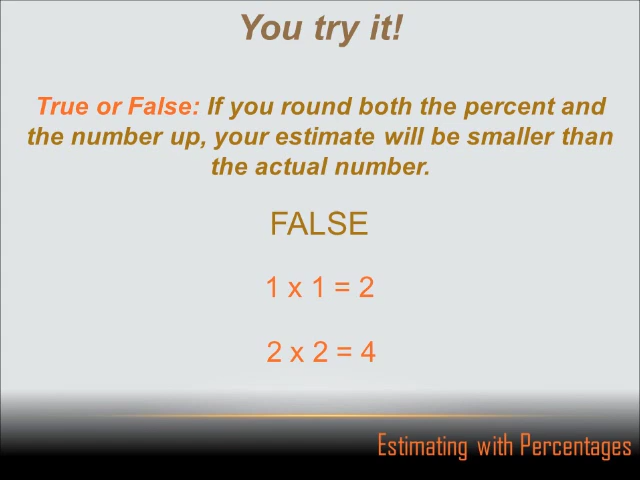 You try it!
True or False: If you round both the percent and
the number up, your estimate will be smaller than
the actual number.
FALSE
1 x 1 = 2
2 x 2 = 4
Estimating with Percentages